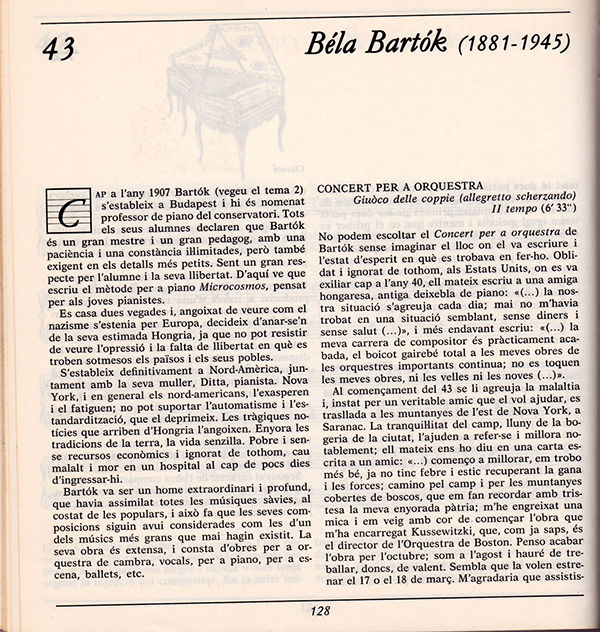 43
Béla Bartók (1881-1945)
CAP a l'any 1907 Bartók (vegeu el tema 2)
s'estableix a Budapest i hi és nomenat
professor de piano del conservatori. Tots
els seus alumnes declaren que Bartók
és un gran mestre i un gran pedagog, amb una
paciència i una constància il·limitades, però també
exigent en els detalls més petits. Sent un gran res-
pecte per l'alumne i la seva llibertat. D'aquí ve que
escriu el mètode per a piano Microcosmos, pensat
per als joves pianistes.
Es casa dues vegades i, angoixat de veure com el
nazisme s'estenia per Europa, decideix d'anar-se'n
de la seva estimada Hongria, ja que no pot resistir
de veure l'opressió i la falta de llibertat en què es
troben sotmesos els països i els seus pobles.
S'estableix definitivament a Nord-Amèrica, jun-
tament amb la seva muller, Ditta, pianista. Nova
York, i en general els nord-americans, l'exasperen
i el fatiguen; no pot suportar l'automatisme i l'es-
tandardització, que el deprimeix. Les tràgiques no-
tícies que arriben d'Hongria l'angoixen. Enyora les
tradicions de la terra, la vida senzilla. Pobre i sen-
se recursos econòmics i ignorat de tothom, cau
malalt i mor en un hospital al cap de pocs dies
d'ingressar-hi.
Bartók va ser un home extraordinari i profund,
que havia assimilat totes les músiques sàvies, al
costat de les populars, i això fa que les seves com-
posicions siguin avui considerades com les d'un
dels músics més grans que mai hagin existit. La
seva obra és extensa, i consta d'obres per a or-
questra de cambra, vocals, per a piano, per a es-
cena, ballets, etc.
CONCERT PER A ORQUESTRA
Giuòco delle coppie (allegretto scherzando)
II tempo (6' 33")
No podem escoltar el Concert per a orquestra de
Bartók sense imaginar el lloc on el va escriure i
l'estat d'esperit en què es trobava en fer-ho. Obli-
dat i ignorat de tothom, als Estats Units, on es va
exiliar cap a l'any 40, ell mateix escriu a una amiga
hongaresa, antiga deixebla de piano: «(...) la nos-
tra situació s'agreuja cada dia; mai no m'havia
trobat en una situació semblant, sense diners i
sense salut (...)», i més endavant escriu: «(...) la
meva carrera de compositor és pràcticament aca-
bada, el boicot gairebé total a les meves obres de
les orquestres importants continua; no es toquen
les meves obres, ni les velles ni les noves (...)».
Al començament del 43 se li agreuja la malaltia
i, instat per un veritable amic que el vol ajudar, es
trasllada a les muntanyes de l'est de Nova York, a
Saranac. La tranquil·litat del camp, lluny de la bo-
geria de la ciutat, l'ajuden a refer-se i millora no-
tablement; ell mateix ens ho diu en una carta es-
crita a un amic: «(...) començo a millorar, em trobo
més bé, ja no tinc febre i estic recuperant la gana
i les forces; camino pel camp i per les muntanyes
cobertes de boscos, que em fan recordar amb tris-
tesa la meva enyorada pàtria; m'he engreixat una
mica i em veig amb cor de començar l'obra que
m'ha encarregat Kussewitzki, que, com ja saps, és
el director de l'Orquestra de Boston. Penso acabar
l'obra per l'octubre; som a l'agost i hauré de tre-
ballar, doncs, de valent. Sembla que la volen estre-
nar el 17 o el 18 de març. M'agradaria que assistis-
128